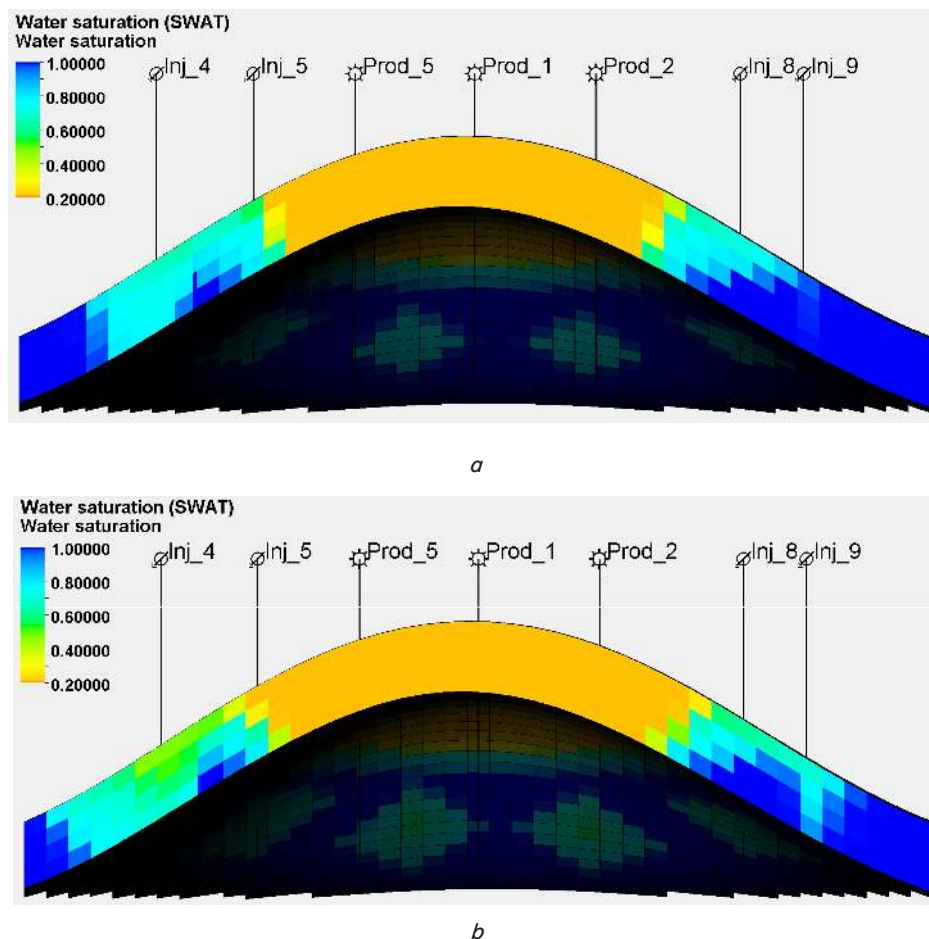 Water saturation (SWAT)
Water saturation
1.00000
0.80000
0.60000
0.40000
0.20000
Inj_4 Inj_5 Prod_5 Prod_1 Prod_2 Inj_8 Inj_9
a
Water saturation (SWAT)
Water saturation
1.00000
0.80000
0.60000
0.40000
0.20000
Inj_4 Inj_5 Prod_5 Prod_1 Prod_2 Inj_8 Inj_9
b